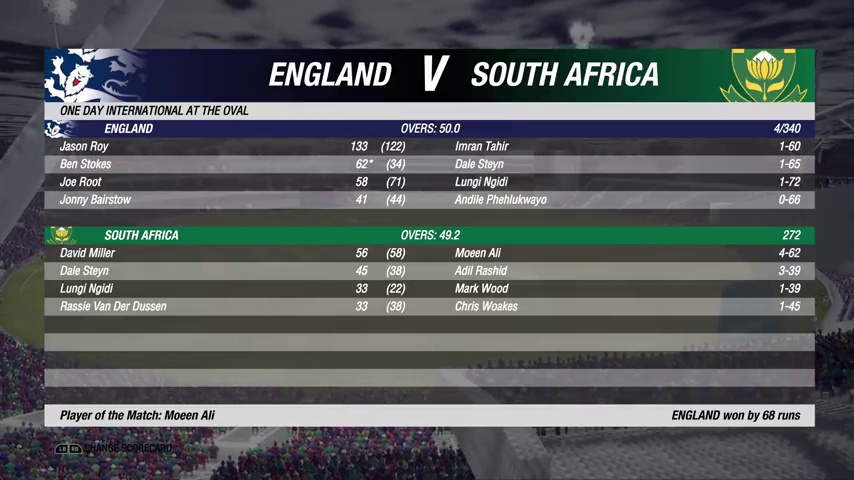 ENGLAND V SOUTH AFRICA
ONE DAY INTERNATIONAL AT THE OVAL
ENGLAND OVERS: 50.0 4/340
Jason Roy 133 (122) Imran Tahir 1-60
Ben Stokes 62* (34) Dale Steyn 1-65
Joe Root 58 (71) Lungi Ngidi 1-72
Jonny Bairstow 41 (44) Andile Phehlukwayo 0-66
SOUTH AFRICA OVERS: 49.2 272
David Miller 56 (58) Moeen Ali 4-62
Dale Steyn 45 (38) Adil Rashid 3-39
Lungi Ngidi 33 (22) Mark Wood 1-39
Rassie Van Der Dussen 33 (38) Chris Woakes 1-45
Player of the Match: Moeen Ali ENGLAND won by 68 runs
CHANGE SCORECARD